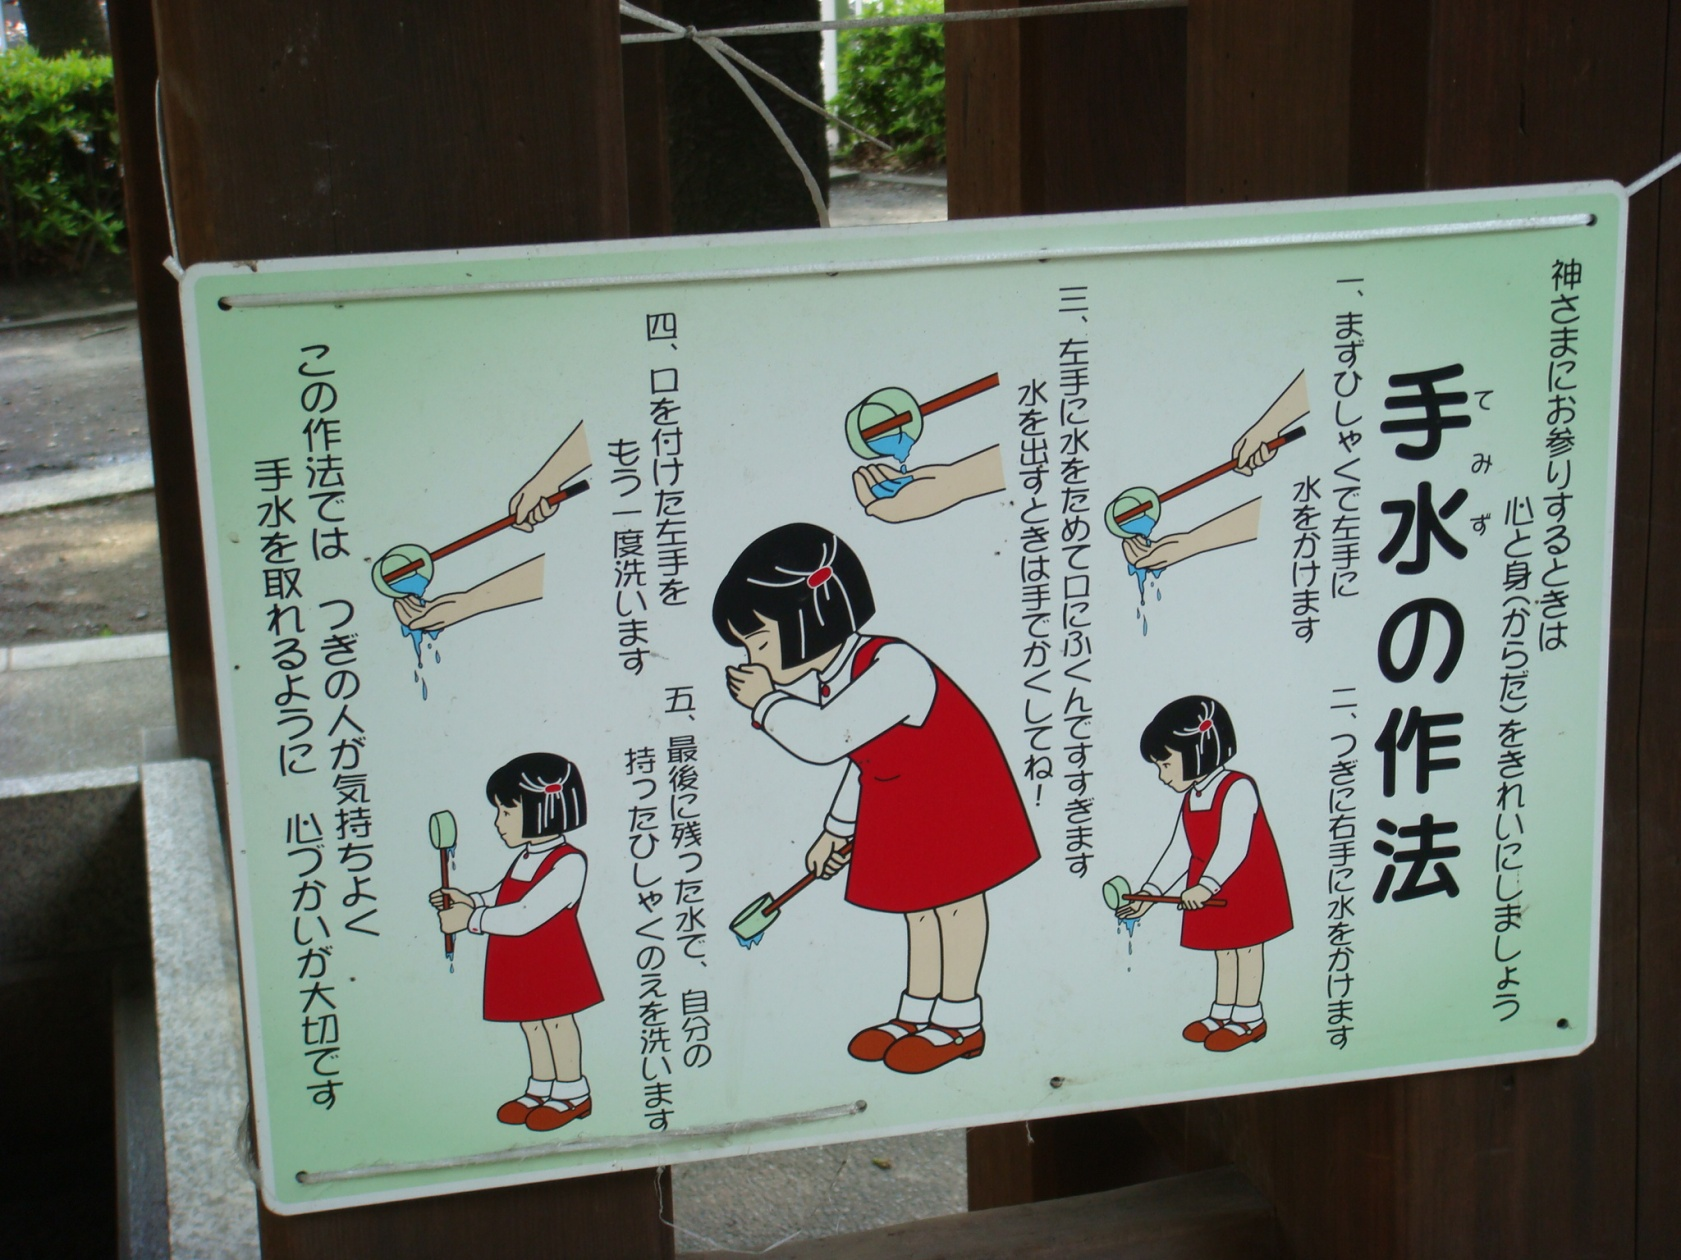 神さまにお参りするときは
心と身(からだ)をきれいにしましょう
手水の作法
てみず
一、まずひしゃくで左手に
水をかけます
二、つぎに右手に水をかけます
三、左手に水をためて口にふくんですすぎます
水を出すときは手でかくしてね!
四、口を付けた左手を
もう一度洗います
五、最後に残った水で、自分の
持ったひしゃくのえを洗います
この作法では つぎの人が気持ちよく
手水を取れるように 心づかいが大切です